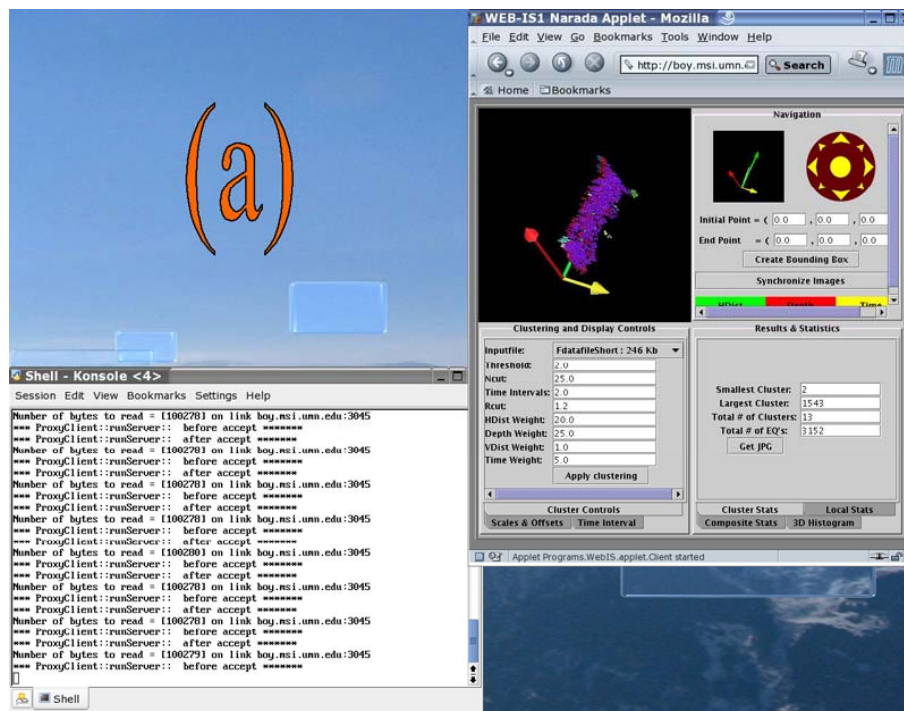 (a)
WEB-IS1 Narada Applet - Mozilla
File Edit View Go Bookmarks Tools Window Help
http://boy.msi.umn. Search
Home Bookmarks
Navigation
Initial Point = ( 0.0 , 0.0 , 0.0
End Point = ( 0.0 , 0.0 , 0.0
Create Bounding Box
Synchronize Images
HDist Depth Time
Clustering and Display Controls
Inputfile: FdatafileShort : 246 Kb
Threshold: 2.0
Ncut: 25.0
Time Intervals: 2.0
Rcut: 1.2
HDist Weight: 20.0
Depth Weight: 25.0
VDist Weight: 1.0
Time Weight: 5.0
Apply clustering
Cluster Controls
Scales & Offsets Time Interval
Results & Statistics
Smallest Cluster: 2
Largest Cluster: 1543
Total # of Clusters: 13
Total # of EQ's: 3152
Get JPG
Cluster Stats Local Stats
Composite Stats 3D Histogram
Applet Programs.WebIS.applet.Client started
Shell - Konsole <4>
Session Edit View Bookmarks Settings Help
Number of bytes to read = [100278] on link boy.msi.umn.edu:3045
*** ProxyClient::runServer:: before accept *******
*** ProxyClient::runServer:: after accept *******
Number of bytes to read = [100278] on link boy.msi.umn.edu:3045
*** ProxyClient::runServer:: before accept *******
*** ProxyClient::runServer:: after accept *******
Number of bytes to read = [100278] on link boy.msi.umn.edu:3045
*** ProxyClient::runServer:: before accept *******
*** ProxyClient::runServer:: after accept *******
Number of bytes to read = [100278] on link boy.msi.umn.edu:3045
*** ProxyClient::runServer:: before accept *******
*** ProxyClient::runServer:: after accept *******
Number of bytes to read = [100280] on link boy.msi.umn.edu:3045
*** ProxyClient::runServer:: before accept *******
*** ProxyClient::runServer:: after accept *******
Number of bytes to read = [100278] on link boy.msi.umn.edu:3045
*** ProxyClient::runServer:: before accept *******
*** ProxyClient::runServer:: after accept *******
Number of bytes to read = [100278] on link boy.msi.umn.edu:3045
*** ProxyClient::runServer:: before accept *******
*** ProxyClient::runServer:: after accept *******
Number of bytes to read = [100279] on link boy.msi.umn.edu:3045
*** ProxyClient::runServer:: before accept *******
Shell